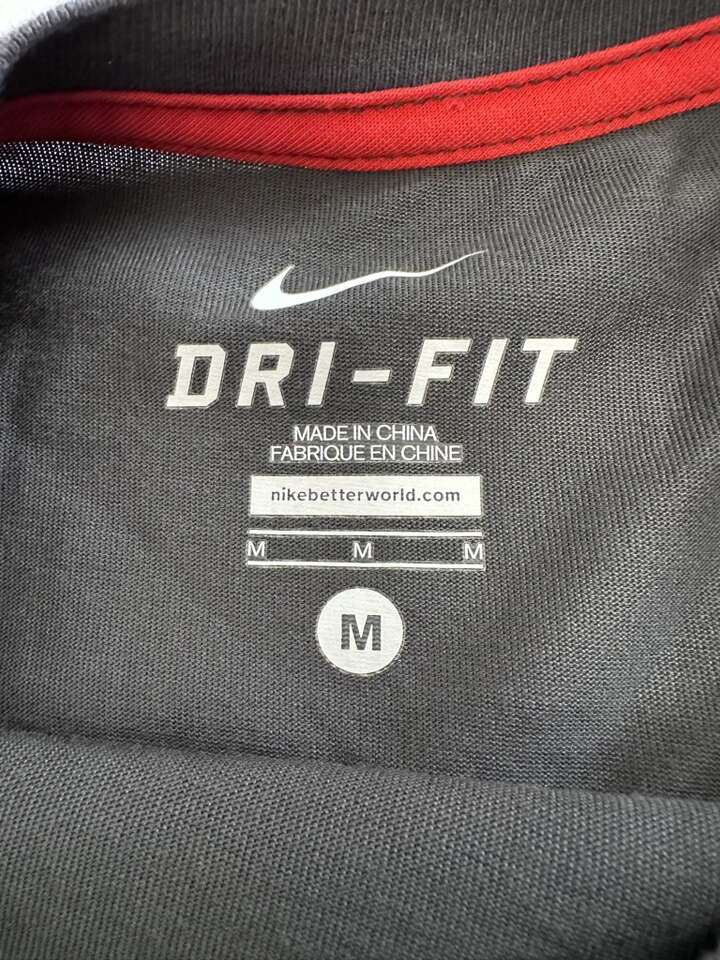 DRI-FIT
MADE IN CHINA
FABRIQUE EN CHINE
nikebetterworld.com
M M M
M